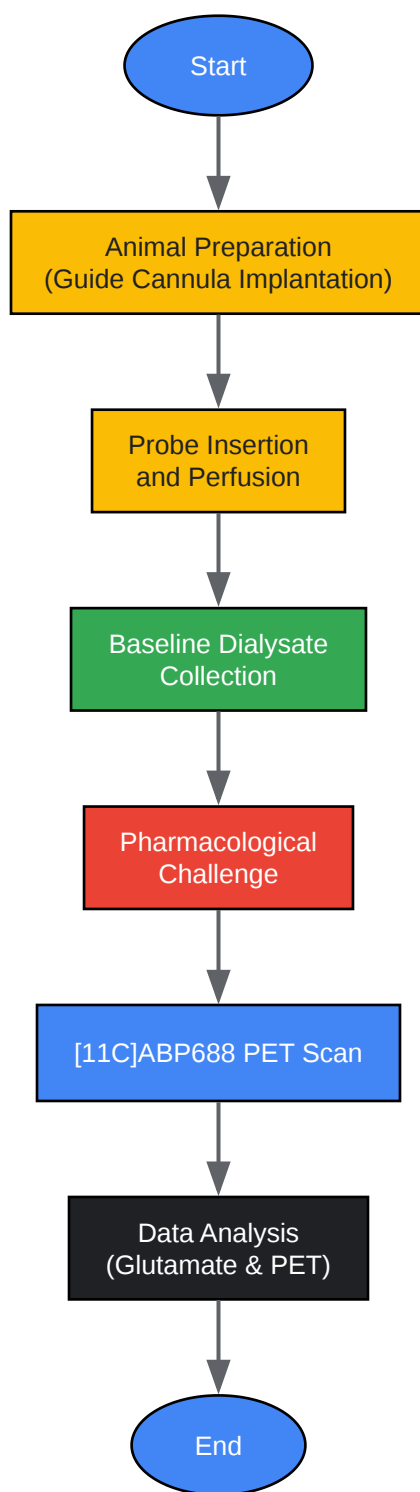 Start
Animal Preparation
(Guide Cannula Implantation)
Probe Insertion
and Perfusion
Baseline Dialysate
Collection
Pharmacological
Challenge
[11C]ABP688 PET Scan
Data Analysis
(Glutamate & PET)
End